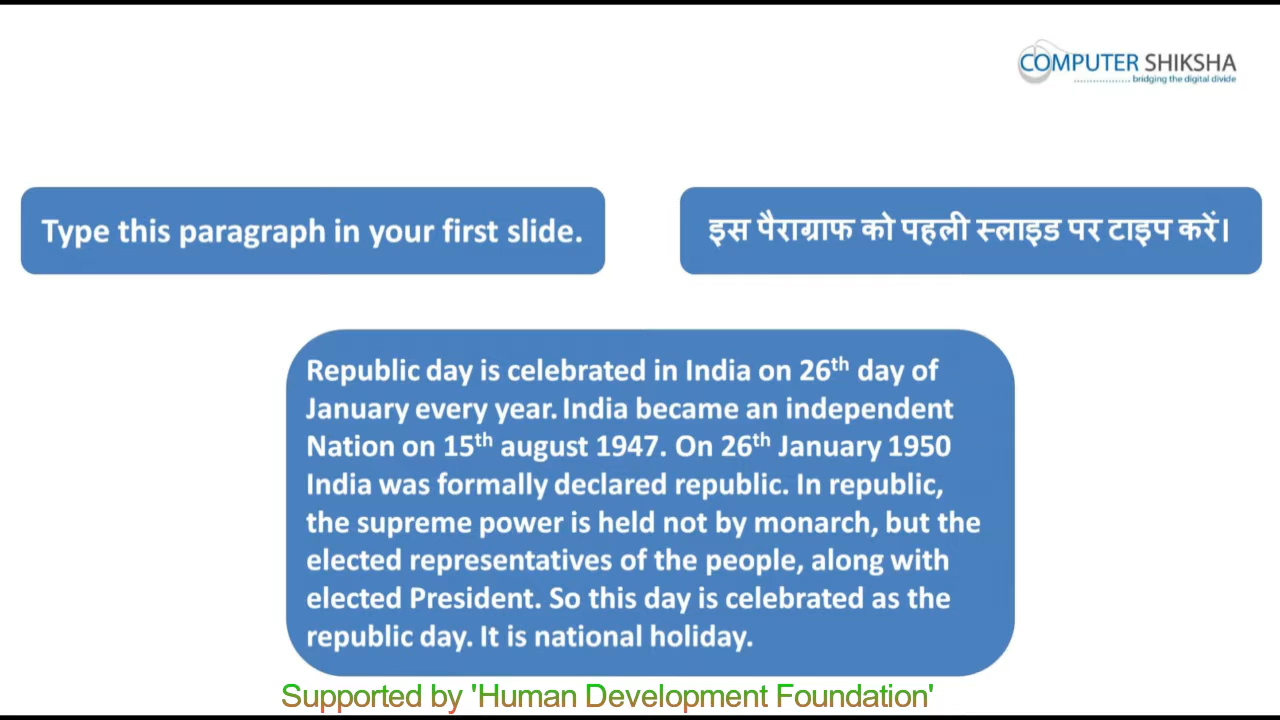 COMPUTER SHIKSHA
bridging the digital divide
Type this paragraph in your first slide.
इस पैराग्राफ को पहली स्लाइड पर टाइप करें।
Republic day is celebrated in India on 26th day of
January every year. India became an independent
Nation on 15th august 1947. On 26th January 1950
India was formally declared republic. In republic,
the supreme power is held not by monarch, but the
elected representatives of the people, along with
elected President. So this day is celebrated as the
republic day. It is national holiday.
Supported by 'Human Development Foundation'